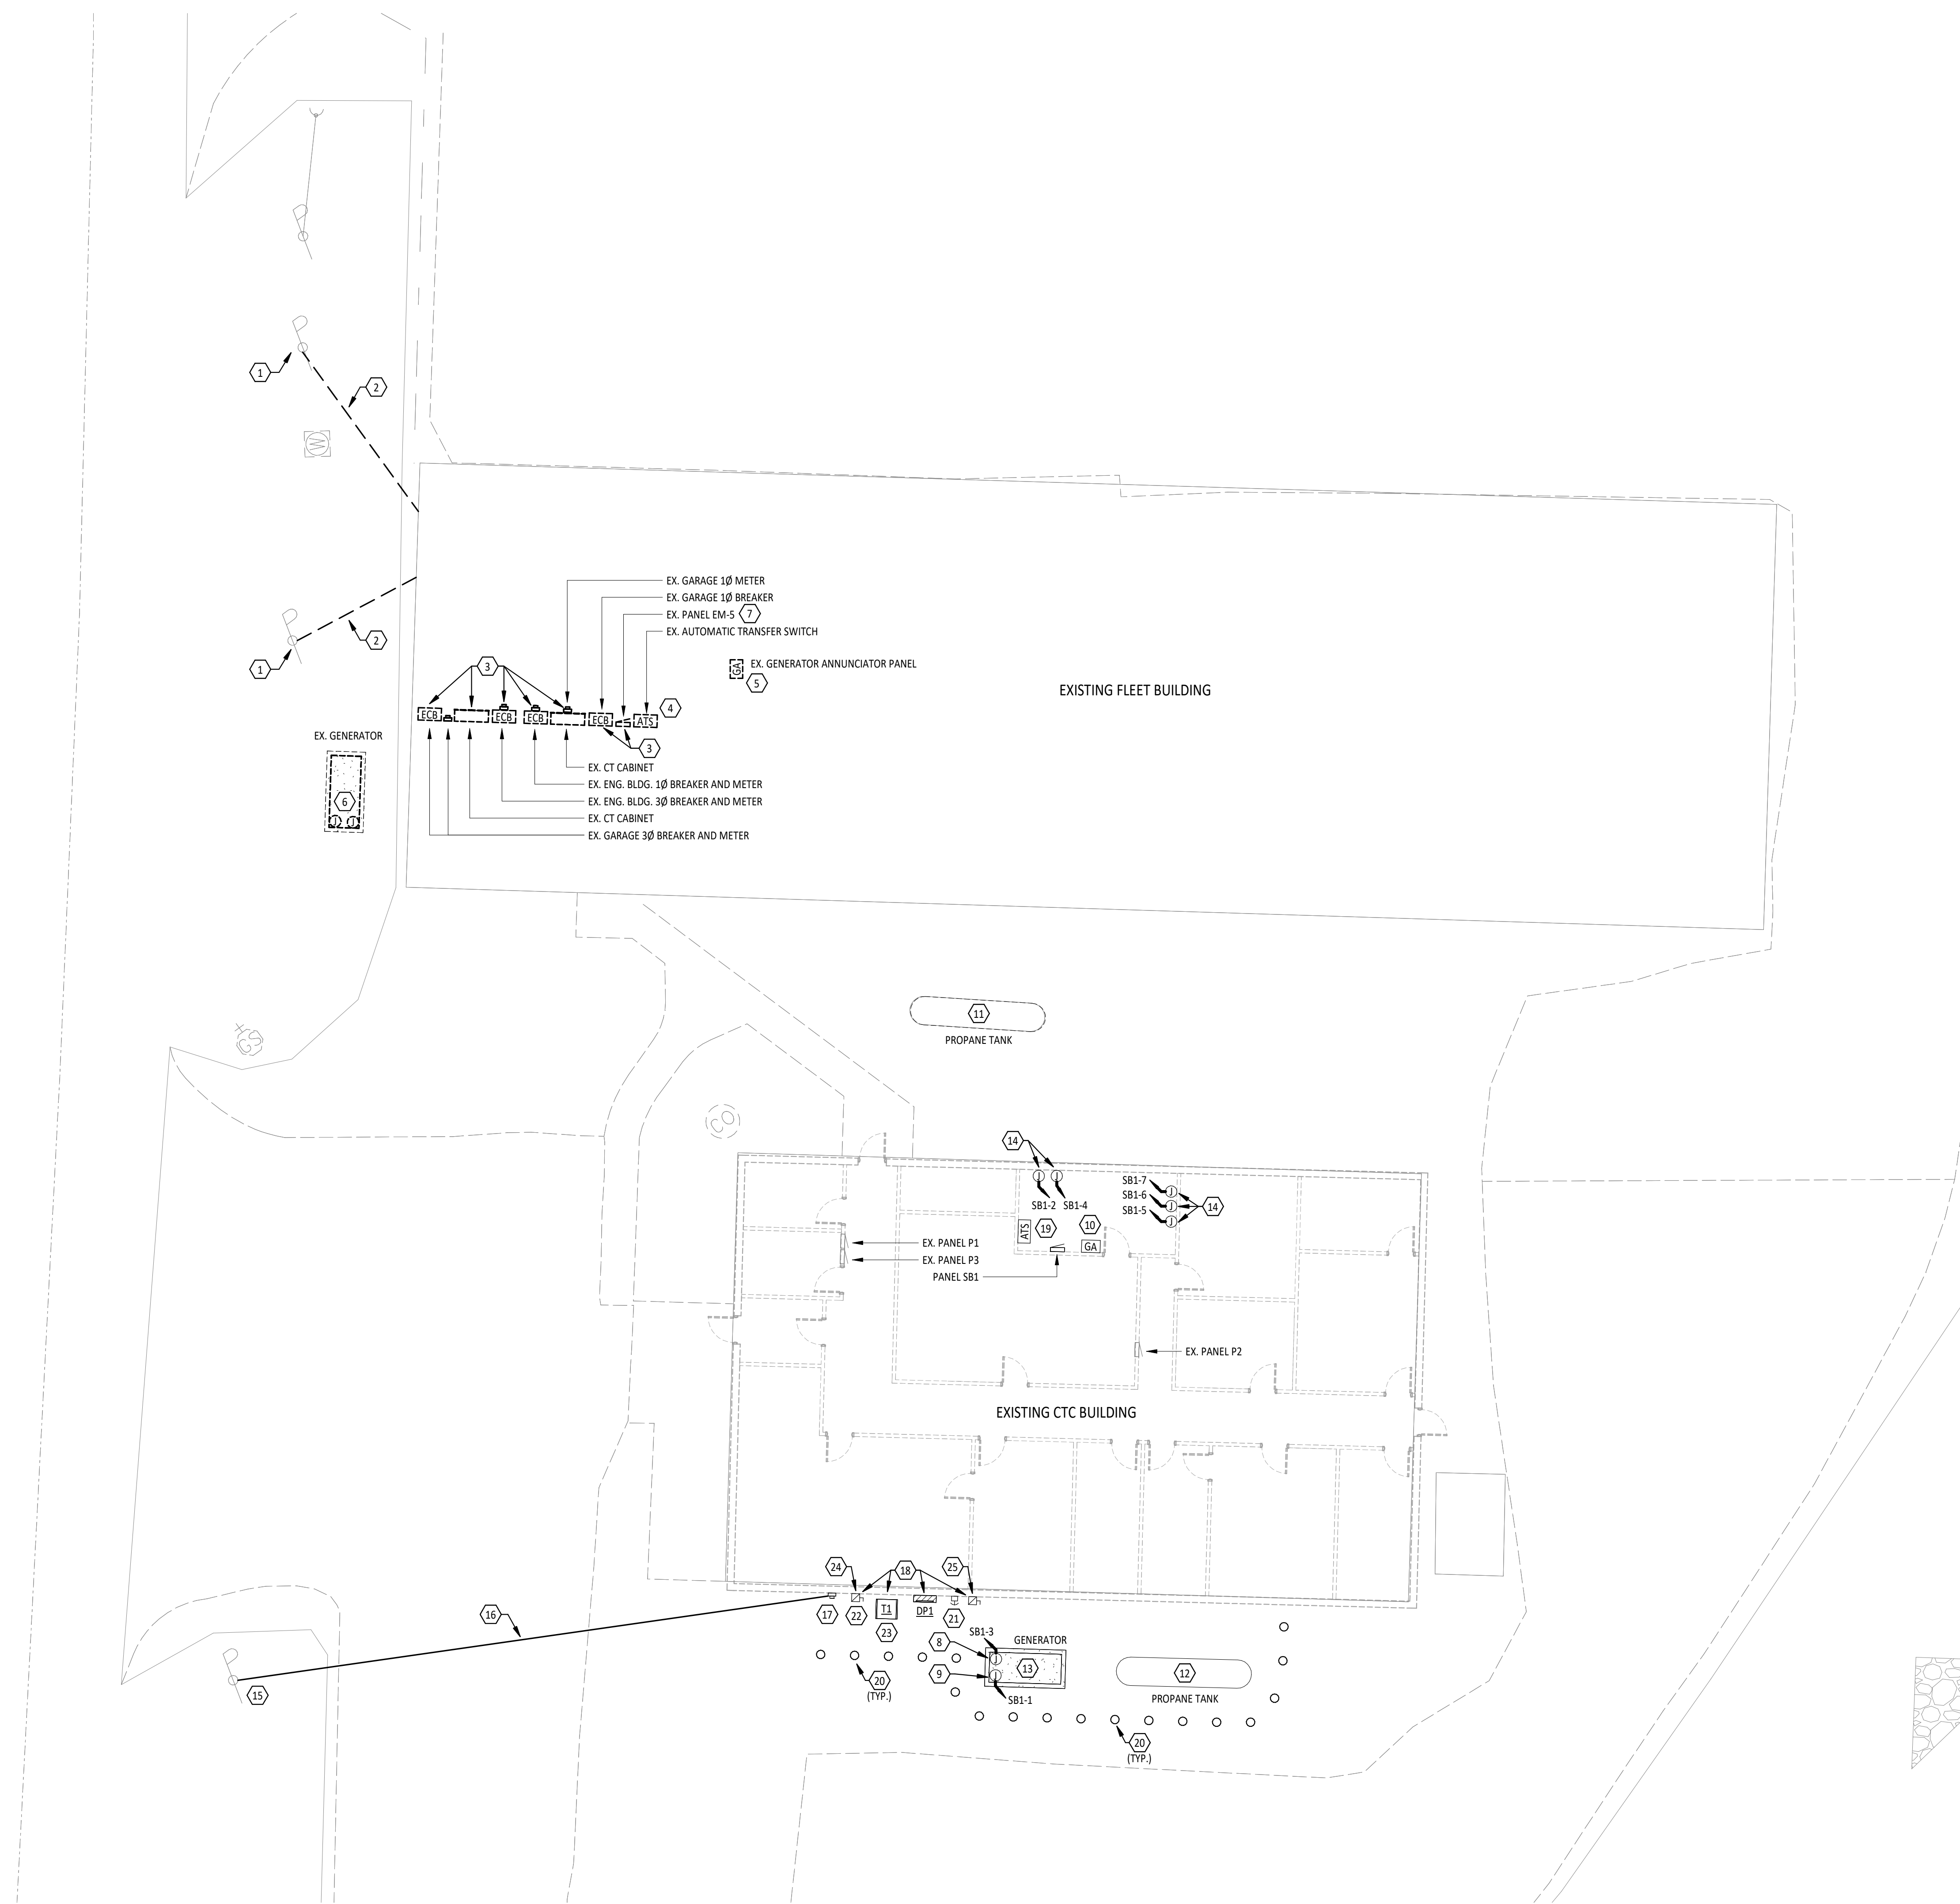 1
2
W
EX. GARAGE 1Ø METER
EX. GARAGE 1Ø BREAKER
EX. PANEL EM-5 7
EX. AUTOMATIC TRANSFER SWITCH
2
1
3
GA EX. GENERATOR ANNUNCIATOR PANEL
5
EXISTING FLEET BUILDING
4
ECB
ECB
ECB
ECB
ATS
3
EX. GENERATOR
6
J J
EX. CT CABINET
EX. ENG. BLDG. 1Ø BREAKER AND METER
EX. ENG. BLDG. 3Ø BREAKER AND METER
EX. CT CABINET
EX. GARAGE 3Ø BREAKER AND METER
11
PROPANE TANK
CO
14
J J
SB1-2 SB1-4
SB1-7 J
SB1-6 J 14
SB1-5 J
ATS 19 10
GA
EX. PANEL P1
EX. PANEL P3
PANEL SB1
EX. PANEL P2
EXISTING CTC BUILDING
24 18 25
16
17 22 T1 DP1 21
23
SB1-3 GENERATOR
8 J 13
9 J
SB1-1
12
PROPANE TANK
15
20
(TYP.)
20
(TYP.)